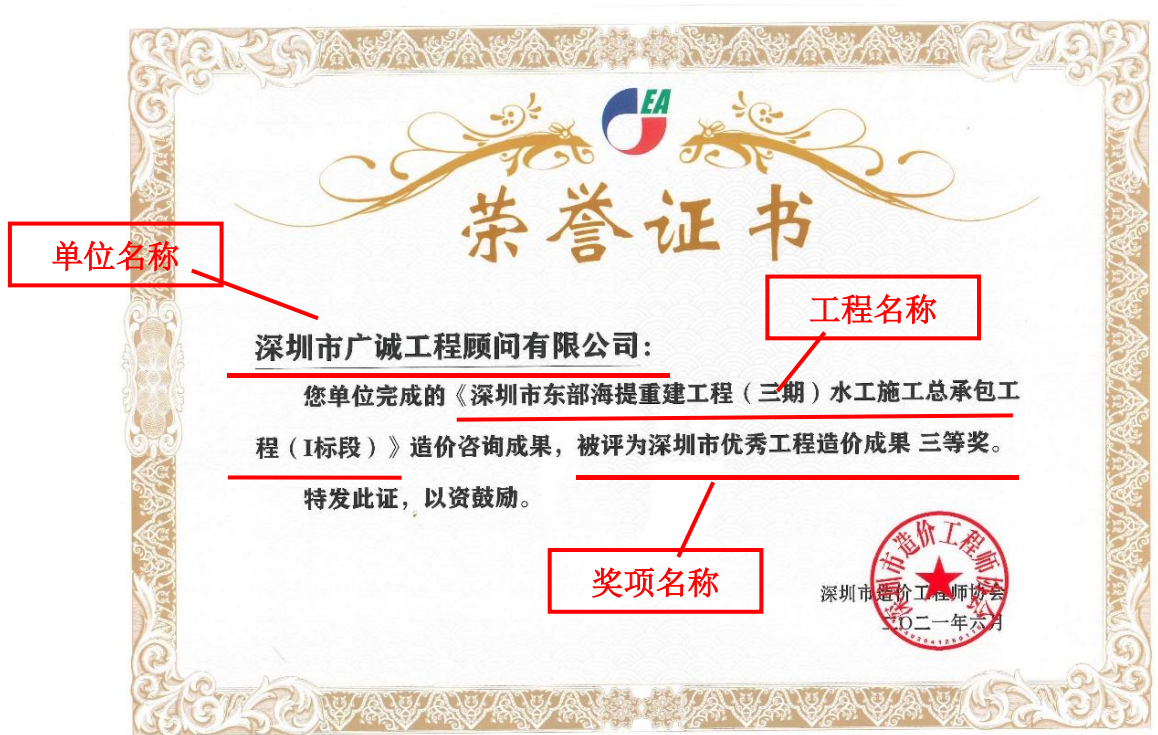 EA
荣誉证书
单位名称
工程名称
深圳市广诚工程顾问有限公司:
您单位完成的《深圳市东部海提重建工程(三期)水工施工总承包工
程(I标段)》造价咨询成果,被评为深圳市优秀工程造价成果 三等奖。
特发此证,以资鼓励。
奖项名称
深圳市造价工程师协会
深圳市造价工程师协会
二〇二一年六月